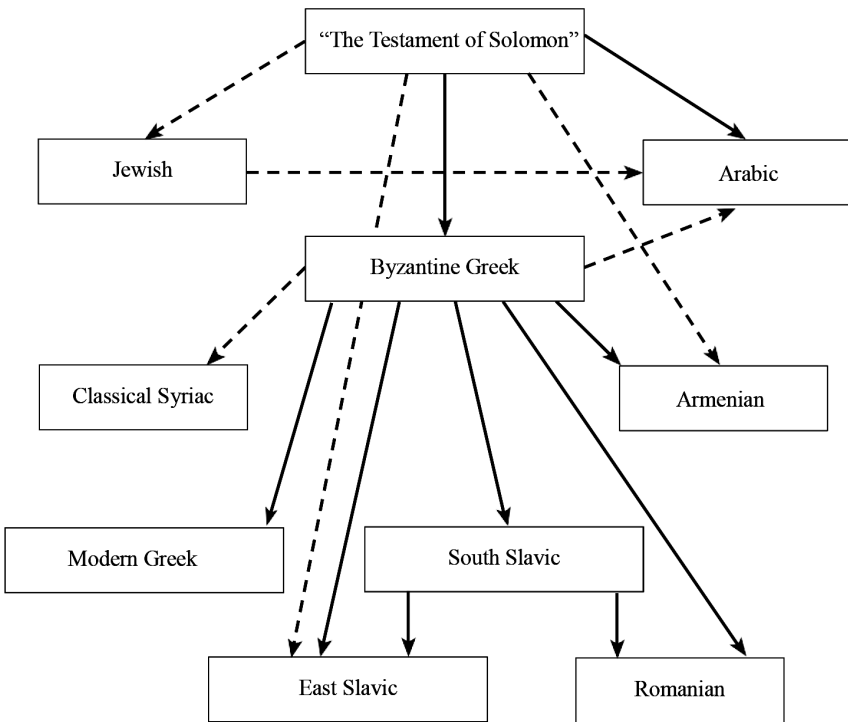 “The Testament of Solomon”
Jewish
Arabic
Byzantine Greek
Classical Syriac
Armenian
Modern Greek
South Slavic
East Slavic
Romanian